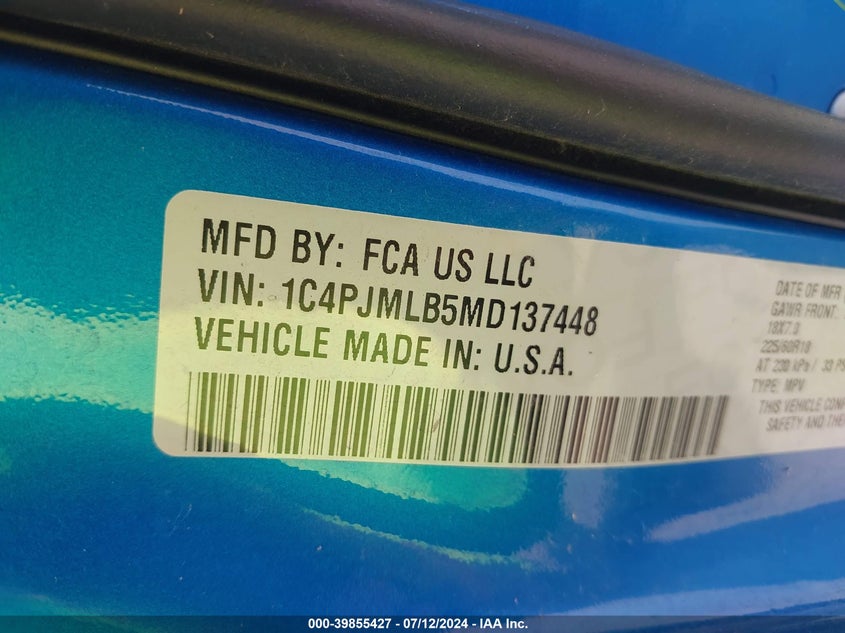 MFD BY: FCA US LLC
VIN: 1C4PJMLB5MD137448
VEHICLE MADE IN: U.S.A.
DATE OF MFR
GAWR FRONT:
18X7.0
225/60R18
AT 230 kPa / 33 PS
TYPE: MPV
THIS VEHICLE CONF
SAFETY AND THE
000-39855427 - 07/12/2024 - IAA Inc.